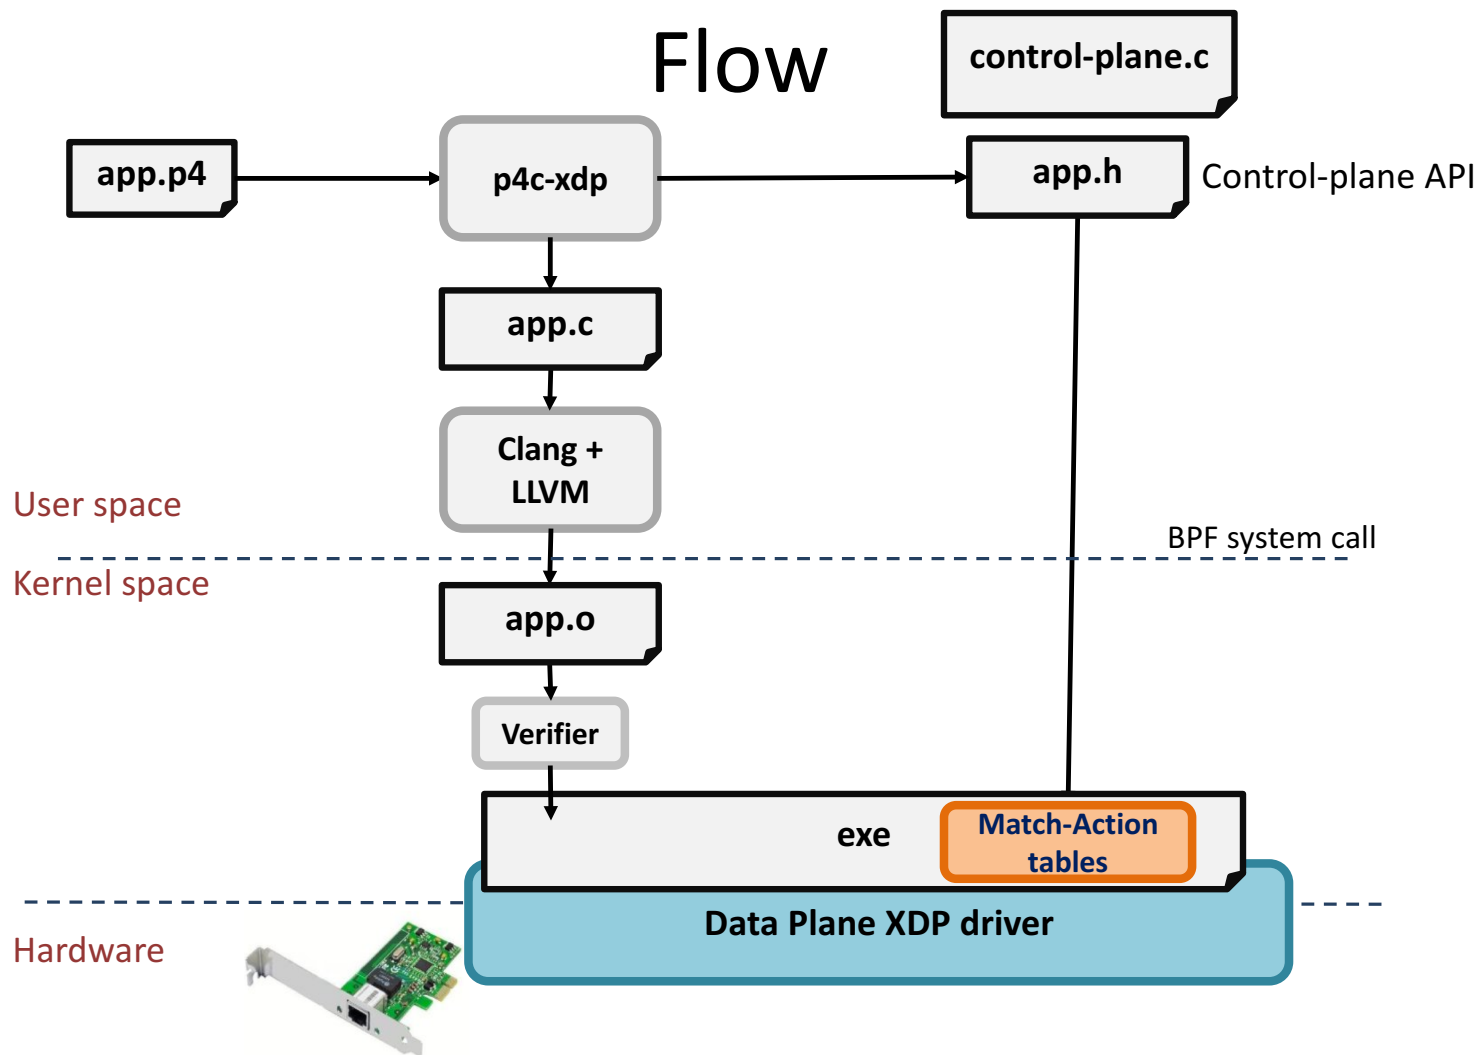 Flow
control-plane.c
app.p4
p4c-xdp
app.h
Control-plane API
app.c
Clang +
LLVM
User space
BPF system call
Kernel space
app.o
Verifier
exe
Match-Action
tables
Data Plane XDP driver
Hardware